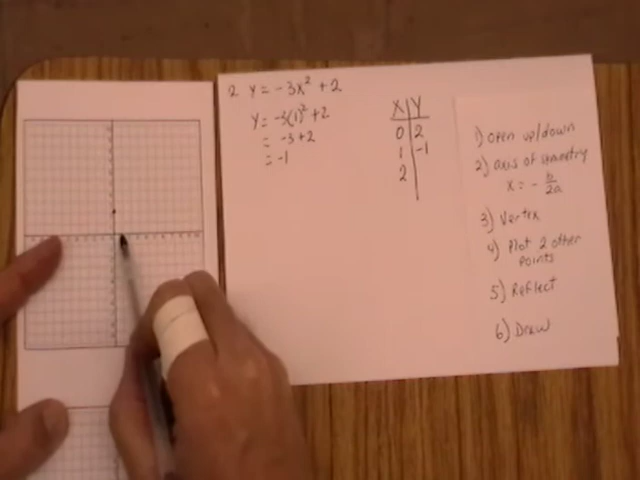 2 y = -3x² + 2
y = -3(1)² + 2
= -3+2
= -1
X | Y
0 | 2
1 | -1
2 |
1) open up/down
2) axis of symmetry
x = - b/2a
3) Vertex
4) Plot 2 other
points
5) Reflect
6) Draw